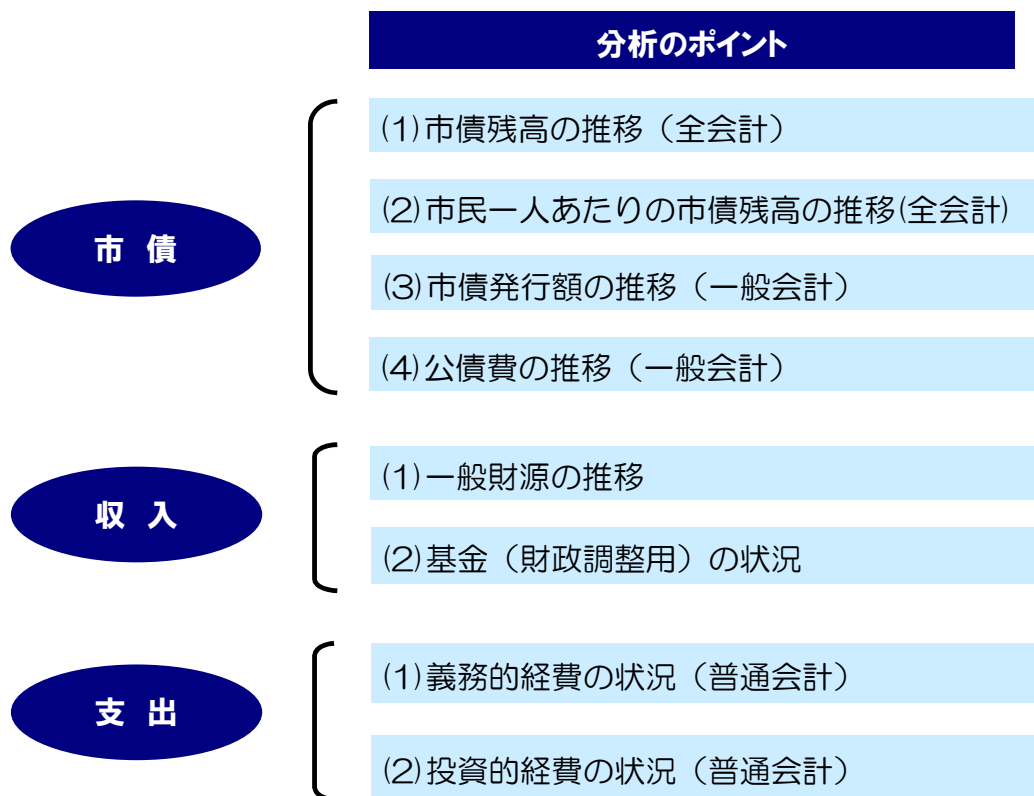 分析のポイント
市 債
(1)市債残高の推移（全会計）
(2)市民一人あたりの市債残高の推移(全会計)
(3)市債発行額の推移（一般会計）
(4)公債費の推移（一般会計）
収 入
(1)一般財源の推移
(2)基金（財政調整用）の状況
支 出
(1)義務的経費の状況（普通会計）
(2)投資的経費の状況（普通会計）